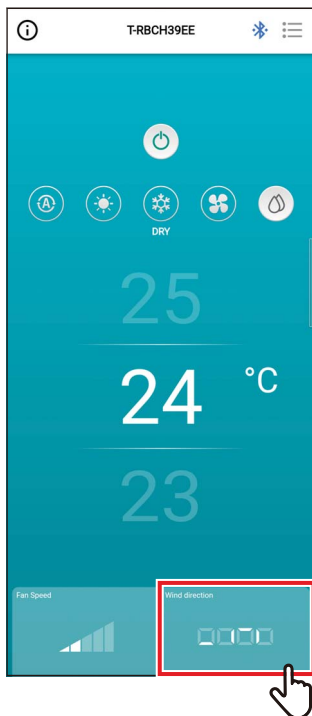 T-RBCH39EE
A
DRY
25
24 °C
23
Fan Speed
Wind direction